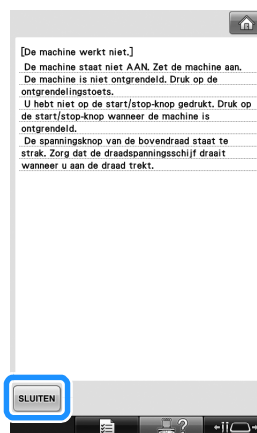 [De machine werkt niet.]
De machine staat niet AAN. Zet de machine aan.
De machine is niet ontgrendeld. Druk op de
ontgrendelingstoets.
U hebt niet op de start/stop-knop gedrukt. Druk op
de start/stop-knop wanneer de machine is
ontgrendeld.
De spanningsknop van de bovendraad staat te
strak. Zorg dat de draadspanningsschijf draait
wanneer u aan de draad trekt.
SLUITEN
?